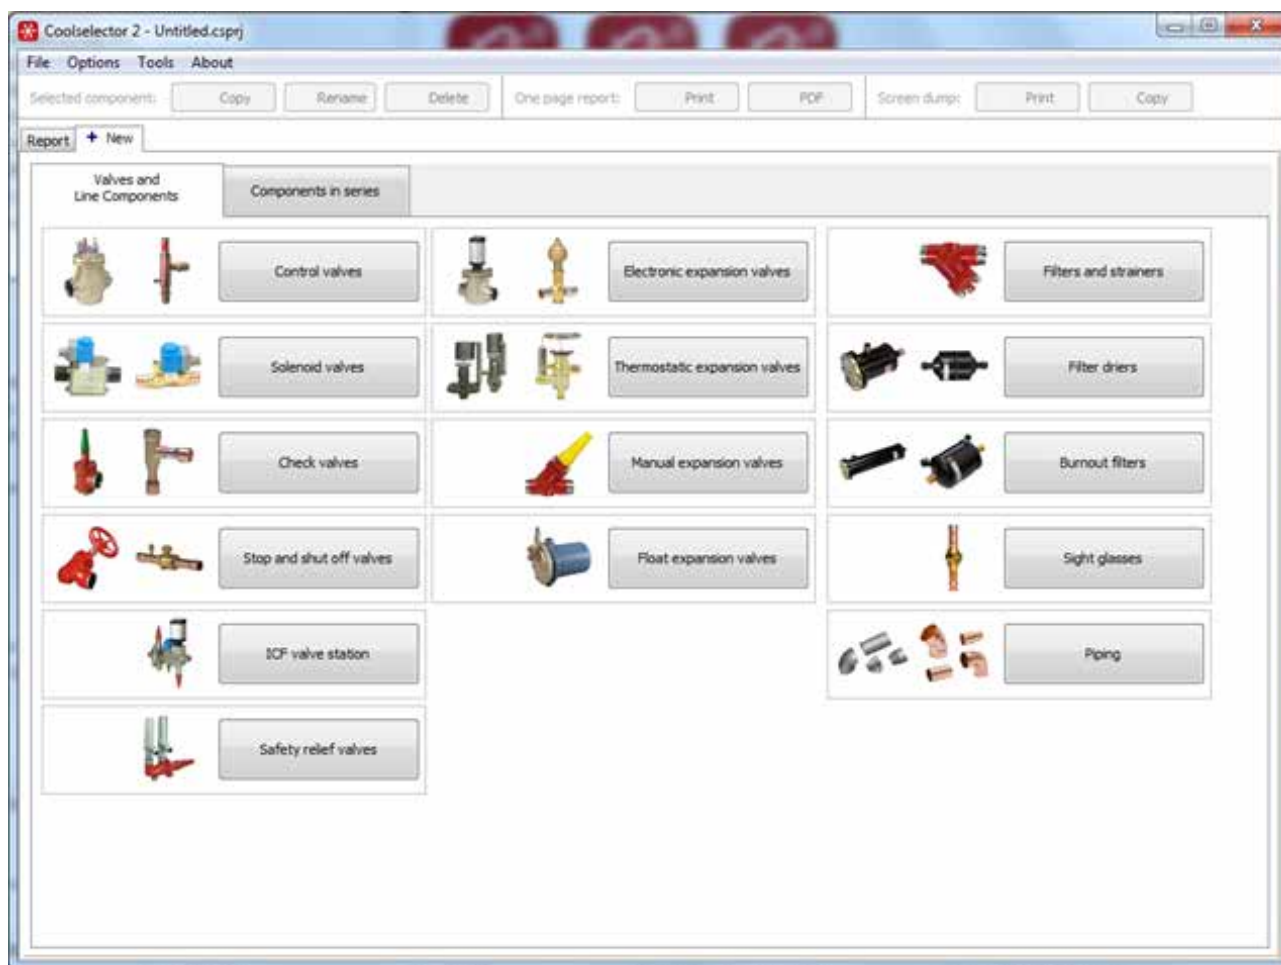 Coolselector 2 - Untitled.csprj
File Options Tools About
Selected component: Copy Rename Delete One page report: Print PDF Screen dump: Print Copy
Report + New
Valves and
Line Components
Components in series
Control valves
Electronic expansion valves
Filters and strainers
Solenoid valves
Thermostatic expansion valves
Filter driers
Check valves
Manual expansion valves
Burnout filters
Stop and shut off valves
Float expansion valves
Sight glasses
ICF valve station
Piping
Safety relief valves